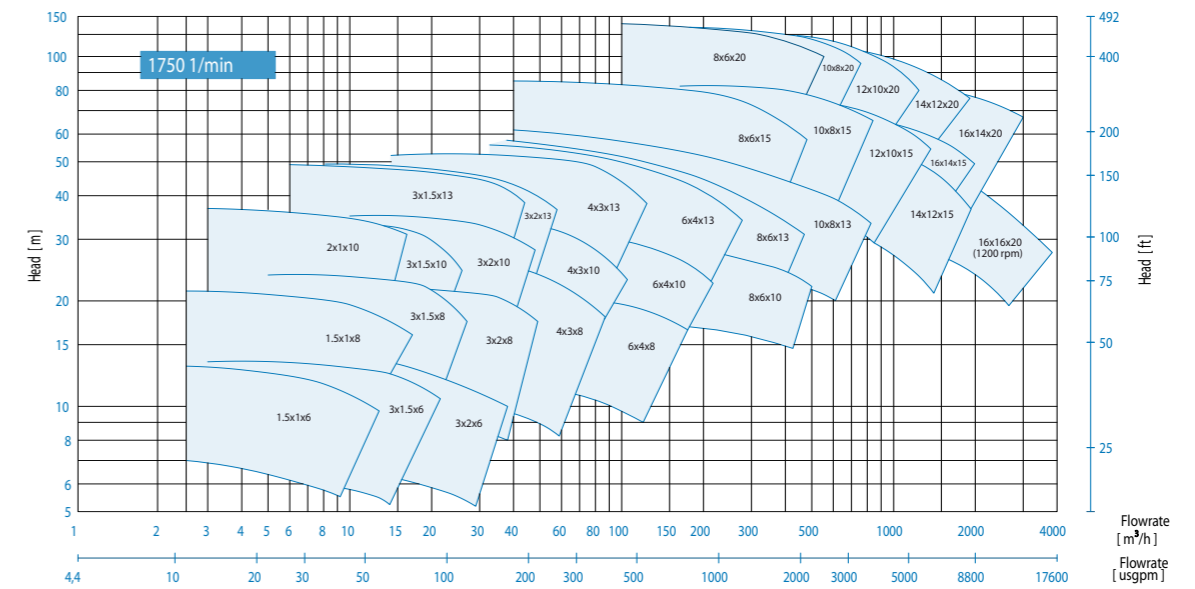 1750 1/min
150
100
80
60
50
40
30
20
15
10
8
6
5
Head [ m ]
492
400
200
150
100
75
50
25
Head [ ft ]
8x6x20
10x8x20
12x10x20
14x12x20
16x14x20
8x6x15
10x8x15
12x10x15
16x14x15
3x1.5x13
3x2x13
4x3x13
6x4x13
8x6x13
10x8x13
14x12x15
16x16x20
(1200 rpm)
2x1x10
3x1.5x10
3x2x10
4x3x10
6x4x10
8x6x10
1.5x1x8
3x1.5x8
3x2x8
4x3x8
6x4x8
1.5x1x6
3x1.5x6
3x2x6
1 2 3 4 5 6 8 10 15 20 30 40 60 80 100 150 200 300 500 1000 2000 4000
Flowrate
[ m³/h ]
4,4 10 20 30 50 100 200 300 500 1000 2000 3000 5000 8800 17600
Flowrate
[ usgpm ]